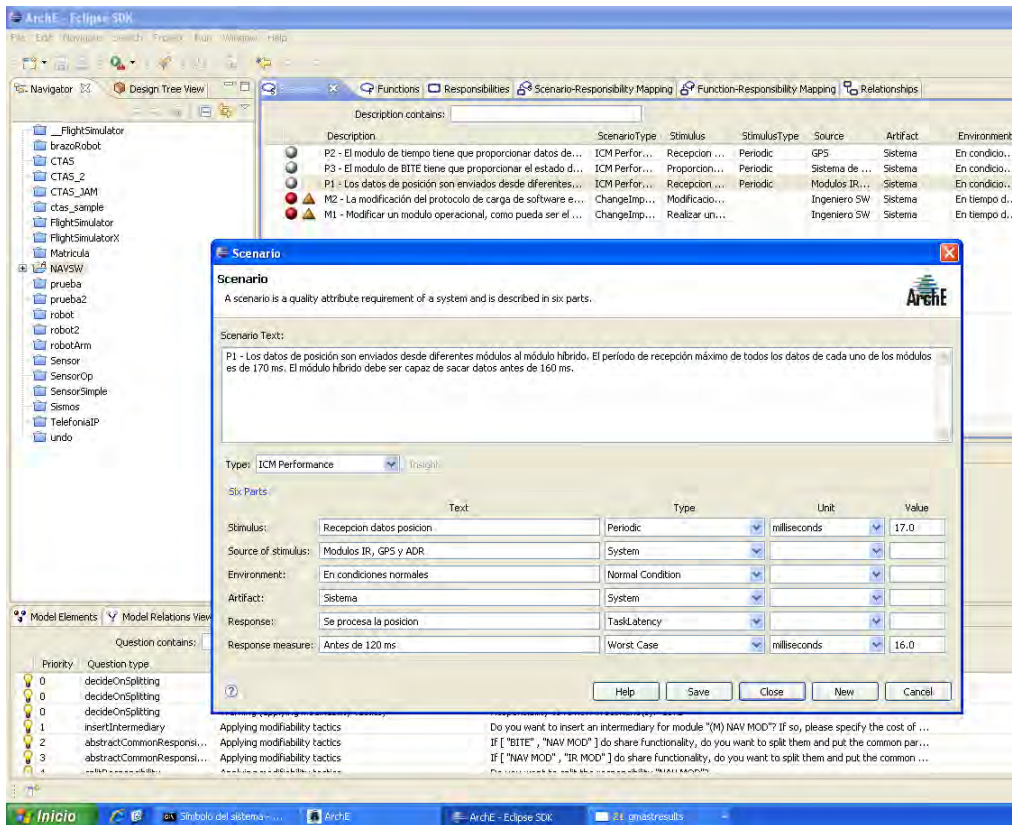 ArchE - Eclipse SDK
File Edit Navigate Search Project Run Window Help
Navigator Design Tree View
Functions Responsibilities Scenario-Responsibility Mapping Function-Responsibility Mapping Relationships
Description contains:
Description ScenarioType Stimulus StimulusType Source Artifact Environment
P2 - El modulo de tiempo tiene que proporcionar datos de... ICM Perfor... Recepcion ... Periodic GPS Sistema En condicio...
P3 - El modulo de BITE tiene que proporcionar el estado d... ICM Perfor... Proporcion... Periodic Sistema de ... Sistema En condicio...
P1 - Los datos de posición son enviados desde diferentes... ICM Perfor... Recepcion ... Periodic Modulos IR... Sistema En condicio...
M2 - La modificación del protocolo de carga de software e... ChangeImp... Modificacio... Ingeniero SW Sistema En tiempo d...
M1 - Modificar un modulo operacional, como pueda ser el ... ChangeImp... Realizar un... Ingeniero SW Sistema En tiempo d...
__FlightSimulator
brazoRobot
CTAS
CTAS_2
CTAS_JAM
ctas_sample
FlightSimulator
FlightSimulatorX
Matricula
NAVSW
prueba
prueba2
robot
robot2
robotArm
Sensor
SensorOp
SensorSimple
Sismos
TelefoniaIP
undo
Scenario
Scenario
A scenario is a quality attribute requirement of a system and is described in six parts.
ArchE
Scenario Text:
P1 - Los datos de posición son enviados desde diferentes módulos al módulo híbrido. El período de recepción máximo de todos los datos de cada uno de los módulos
es de 170 ms. El módulo híbrido debe ser capaz de sacar datos antes de 160 ms.
Type: ICM Performance Insight
Six Parts
Text Type Unit Value
Stimulus: Recepcion datos posicion Periodic milliseconds 17.0
Source of stimulus: Modulos IR, GPS y ADR System
Environment: En condiciones normales Normal Condition
Artifact: Sistema System
Response: Se procesa la posicion TaskLatency
Response measure: Antes de 120 ms Worst Case milliseconds 16.0
Help Save Close New Cancel
Model Elements Model Relations View
Question contains:
Priority Question type
0 decideOnSplitting
0 decideOnSplitting
0 decideOnSplitting
1 insertIntermediary Applying modifiability tactics Do you want to insert an intermediary for module "(M) NAV MOD"? If so, please specify the cost of ...
2 abstractCommonResponsi... Applying modifiability tactics If [ "BITE" , "NAV MOD" ] do share functionality, do you want to split them and put the common par...
3 abstractCommonResponsi... Applying modifiability tactics If [ "NAV MOD" , "IR MOD" ] do share functionality, do you want to split them and put the common ...
Inicio Símbolo del sistema - ... ArchE ArchE - Eclipse SDK gmastresults